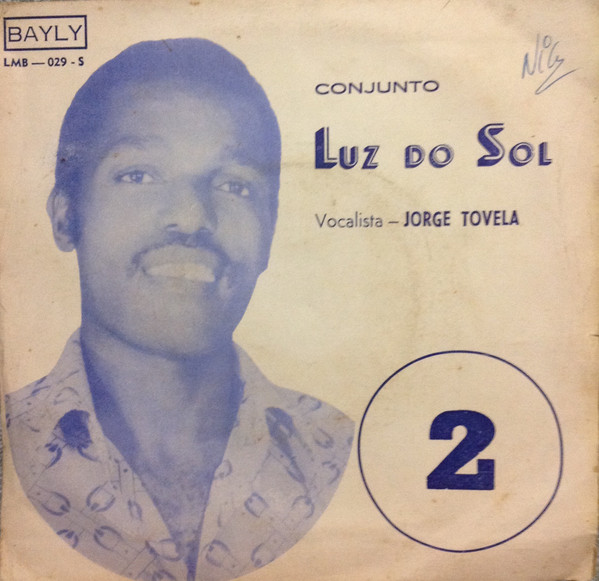 BAYLY
LMB — 029 - S
CONJUNTO
LUZ DO SOL
Vocalista – JORGE TOVELA
2